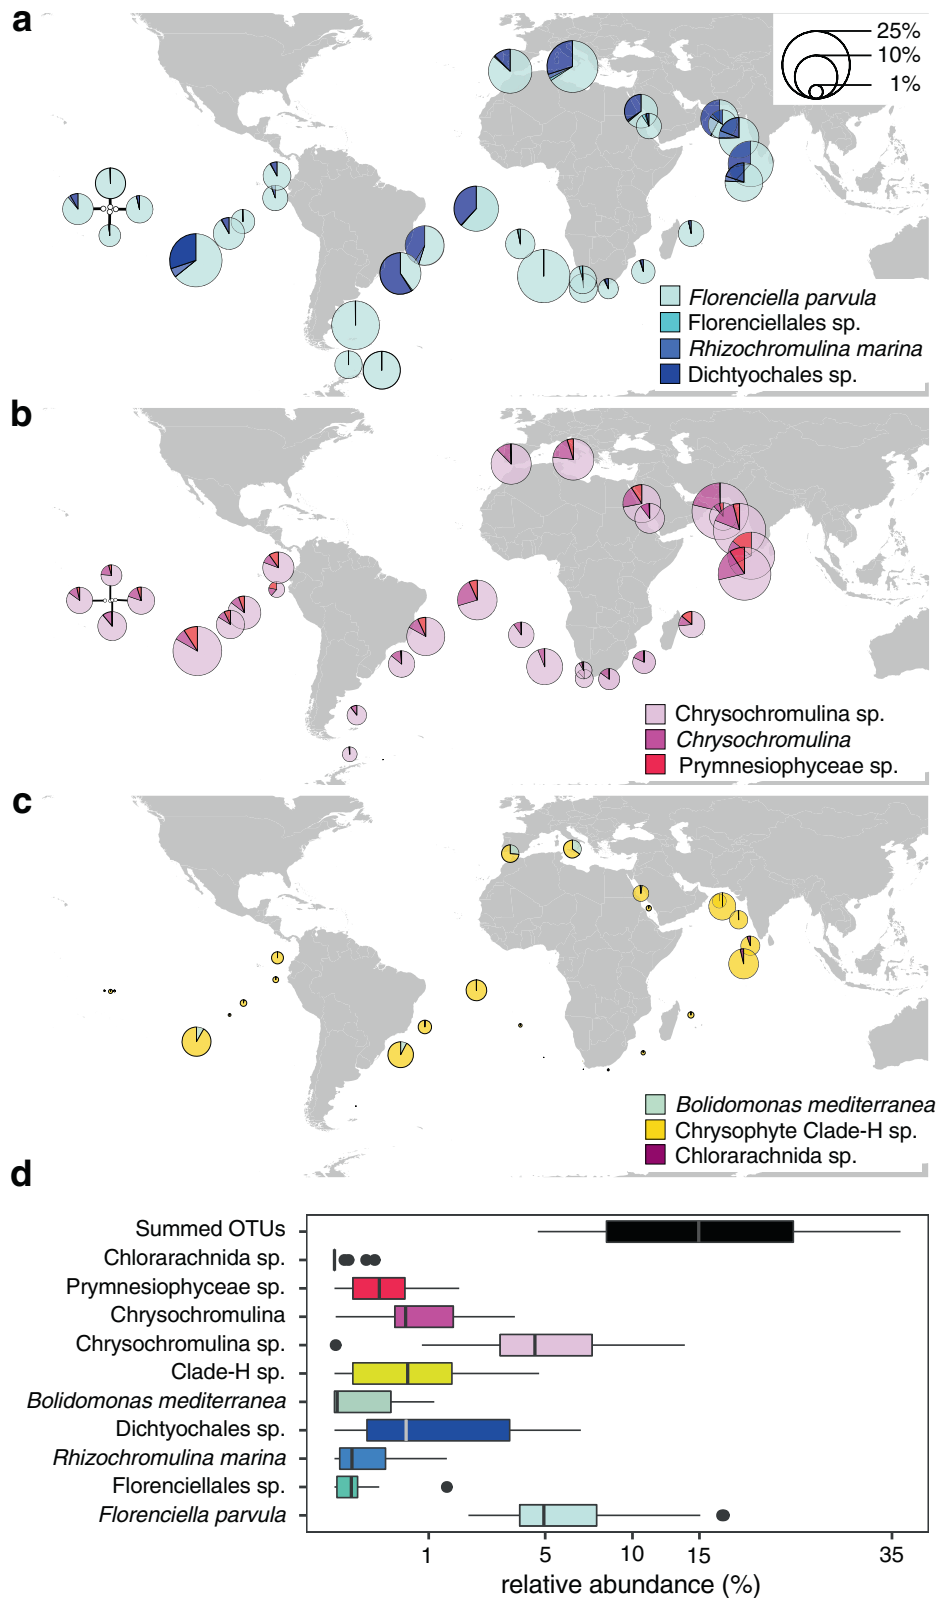 a
25%
10%
1%
Florenciella parvula
Florenciellales sp.
Rhizochromulina marina
Dichtyochales sp.
b
Chrysochromulina sp.
Chrysochromulina
Prymnesiophyceae sp.
c
Bolidomonas mediterranea
Chrysophyte Clade-H sp.
Chlorarachnida sp.
d
Summed OTUs
Chlorarachnida sp.
Prymnesiophyceae sp.
Chrysochromulina
Chrysochromulina sp.
Clade-H sp.
Bolidomonas mediterranea
Dichtyochales sp.
Rhizochromulina marina
Florenciellales sp.
Florenciella parvula
1 5 10 15 35
relative abundance (%)